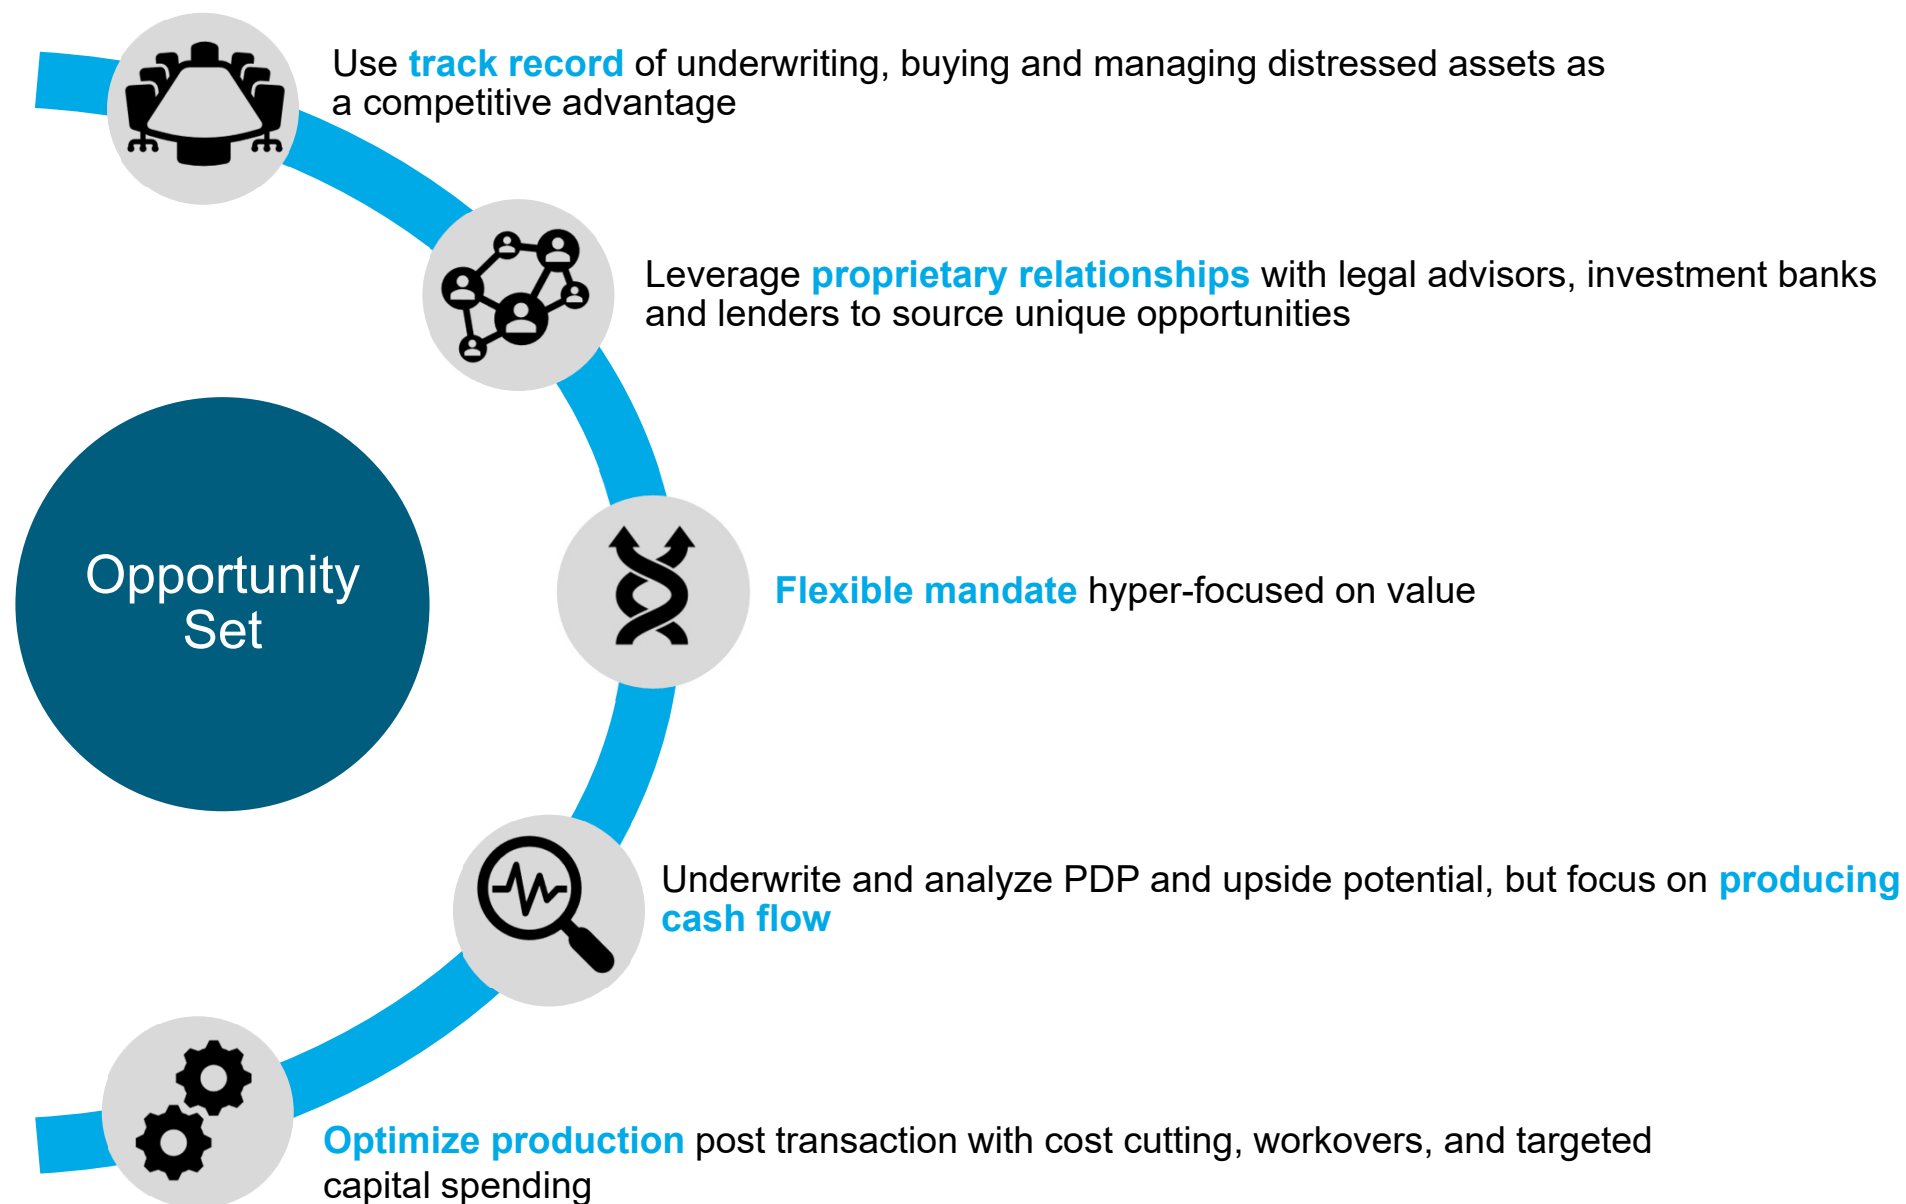 Use track record of underwriting, buying and managing distressed assets as
a competitive advantage
Leverage proprietary relationships with legal advisors, investment banks
and lenders to source unique opportunities
Opportunity
Set
Flexible mandate hyper-focused on value
Underwrite and analyze PDP and upside potential, but focus on producing
cash flow
Optimize production post transaction with cost cutting, workovers, and targeted
capital spending